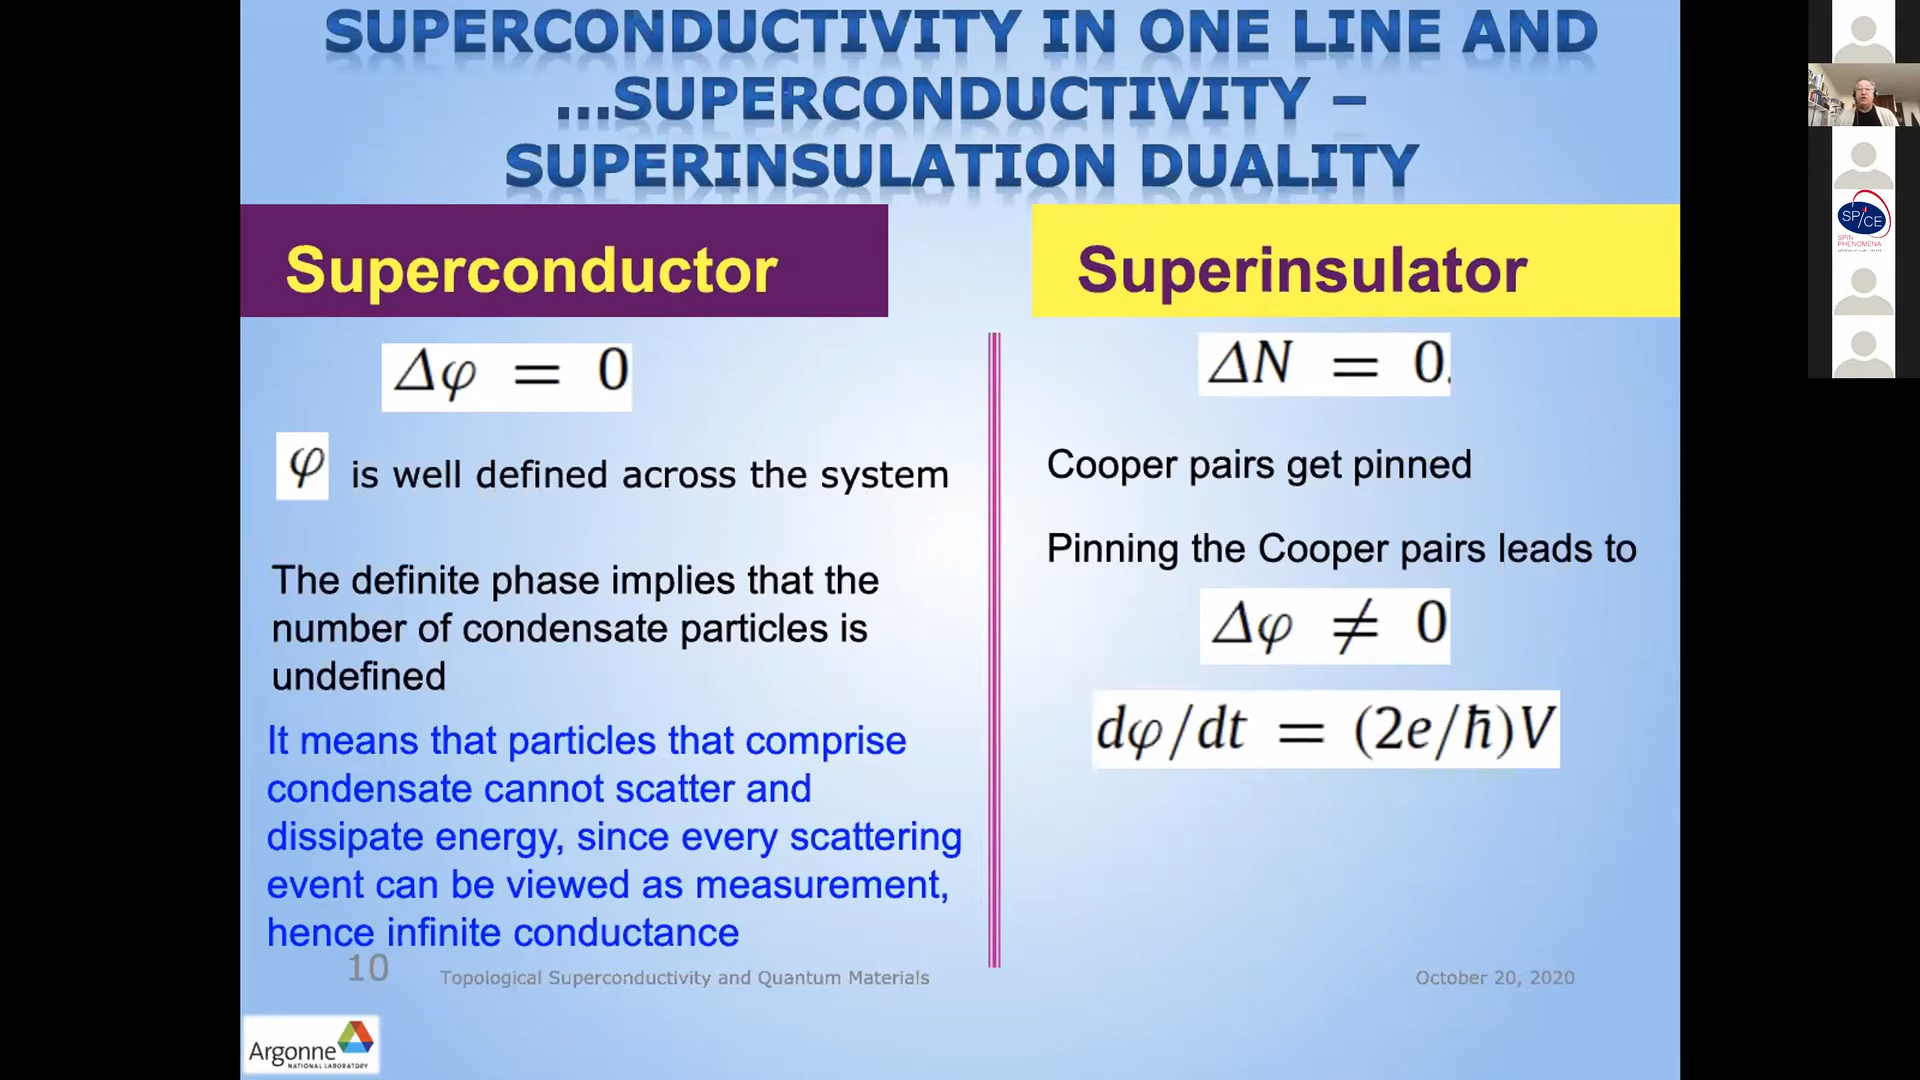 SUPERCONDUCTIVITY IN ONE LINE AND
...SUPERCONDUCTIVITY –
SUPERINSULATION DUALITY
Superconductor
Δφ = 0
φ is well defined across the system
The definite phase implies that the
number of condensate particles is
undefined
It means that particles that comprise
condensate cannot scatter and
dissipate energy, since every scattering
event can be viewed as measurement,
hence infinite conductance
Superinsulator
ΔN = 0.
Cooper pairs get pinned
Pinning the Cooper pairs leads to
Δφ ≠ 0
dφ/dt = (2e/ħ)V
10
Topological Superconductivity and Quantum Materials
October 20, 2020
Argonne
NATIONAL LABORATORY
SPICE
SPIN
PHENOMENA